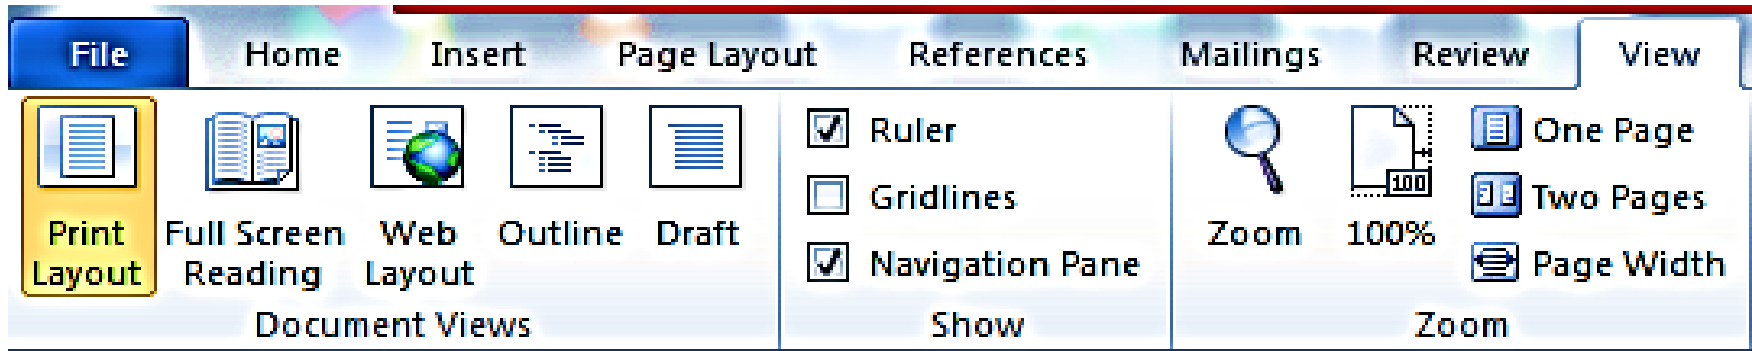 File Home Insert Page Layout References Mailings Review View
Print Layout
Full Screen Reading
Web Layout
Outline
Draft
Document Views
Ruler
Gridlines
Navigation Pane
Show
Zoom
100
100%
One Page
Two Pages
Page Width
Zoom